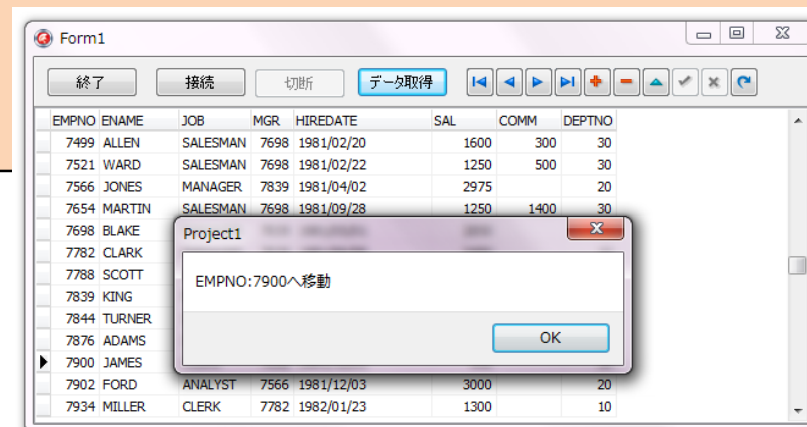 Form1
終了 接続 切断 データ取得
EMPNO ENAME JOB MGR HIREDATE SAL COMM DEPTNO
7499 ALLEN SALESMAN 7698 1981/02/20 1600 300 30
7521 WARD SALESMAN 7698 1981/02/22 1250 500 30
7566 JONES MANAGER 7839 1981/04/02 2975 20
7654 MARTIN SALESMAN 7698 1981/09/28 1250 1400 30
7698 BLAKE
7782 CLARK
7788 SCOTT
7839 KING
7844 TURNER
7876 ADAMS
7900 JAMES
7902 FORD ANALYST 7566 1981/12/03 3000 20
7934 MILLER CLERK 7782 1982/01/23 1300 10
Project1
EMPNO:7900へ移動
OK